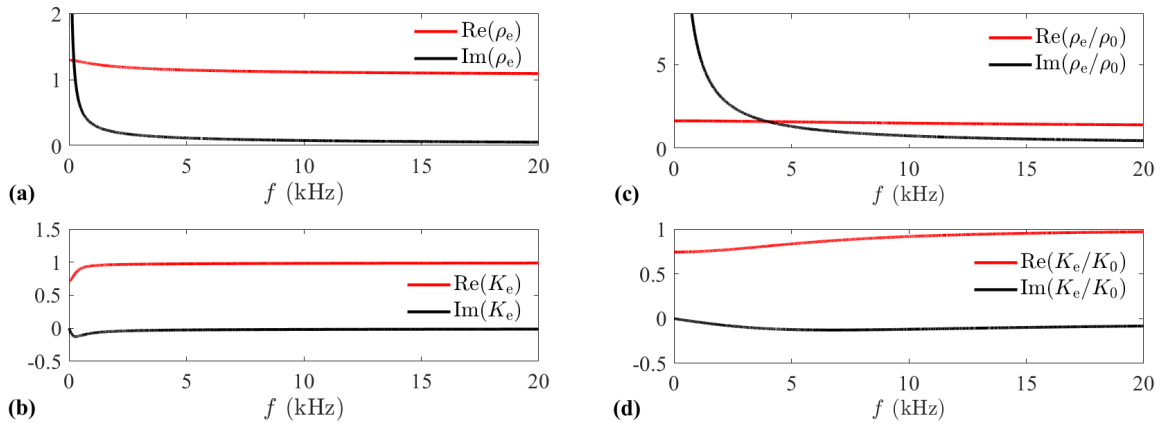 2
1
0
0
5
10
15
20
f (kHz)
Re(ρe)
Im(ρe)
(a)
1.5
1
0.5
0
-0.5
0
5
10
15
20
f (kHz)
Re(Ke)
Im(Ke)
(b)
5
0
0
5
10
15
20
f (kHz)
Re(ρe/ρ0)
Im(ρe/ρ0)
(c)
1
0.5
0
-0.5
0
5
10
15
20
f (kHz)
Re(Ke/K0)
Im(Ke/K0)
(d)